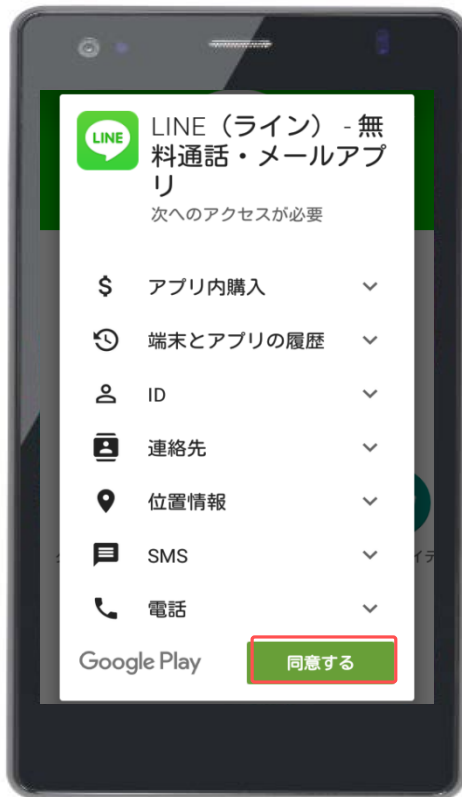 LINE
LINE（ライン） - 無
料通話・メールアプ
リ
次へのアクセスが必要
$ アプリ内購入
端末とアプリの履歴
ID
連絡先
位置情報
SMS
電話
Google Play
同意する
イテ